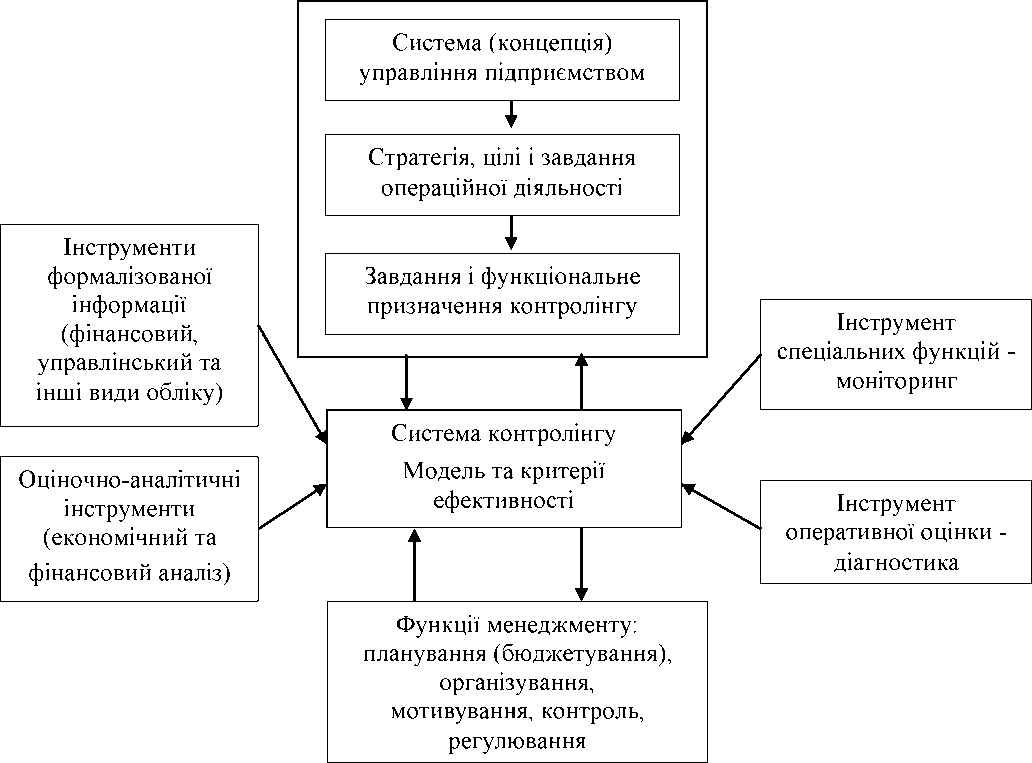 Система (концепція)
управління підприємством
Стратегія, цілі і завдання
операційної діяльності
Завдання і функціональне
призначення контролінгу
Інструменти
формалізованої
інформації
(фінансовий,
управлінський та
інші види обліку)
Інструмент
спеціальних функцій -
моніторинг
Система контролінгу
Модель та критерії
ефективності
Оціночно-аналітичні
інструменти
(економічний та
фінансовий аналіз)
Інструмент
оперативної оцінки -
діагностика
Функції менеджменту:
планування (бюджетування),
організування,
мотивування, контроль,
регулювання